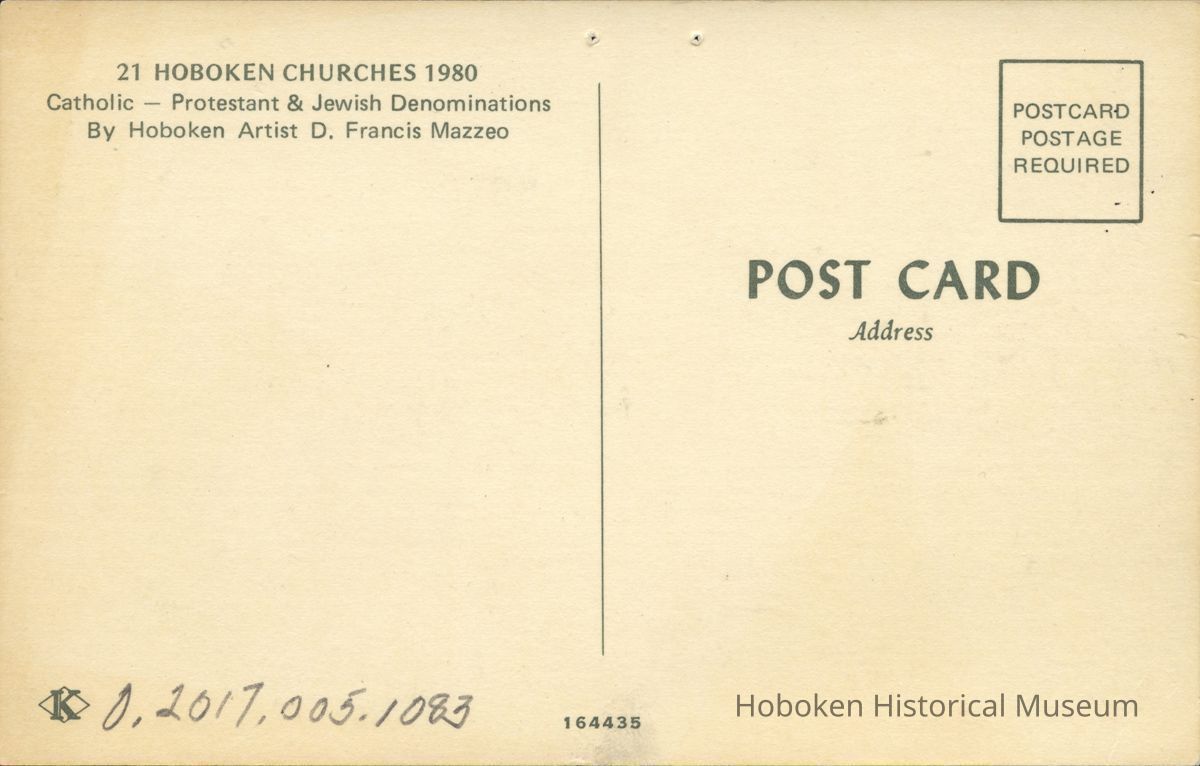 21 HOBOKEN CHURCHES 1980
Catholic — Protestant & Jewish Denominations
By Hoboken Artist D. Francis Mazzeo
POSTCARD
POSTAGE
REQUIRED
POST CARD
Address
K
0. 2017. 005. 1083
164435
Hoboken Historical Museum